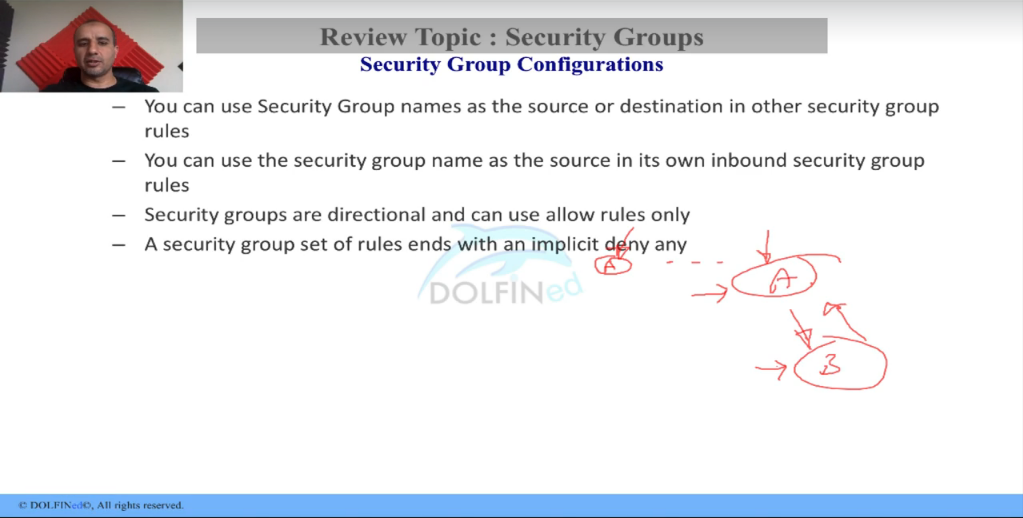 Review Topic : Security Groups
Security Group Configurations
– You can use Security Group names as the source or destination in other security group
rules
– You can use the security group name as the source in its own inbound security group
rules
– Security groups are directional and can use allow rules only
– A security group set of rules ends with an implicit deny any
A
A
DOLFINed
B
© DOLFINed©, All rights reserved.